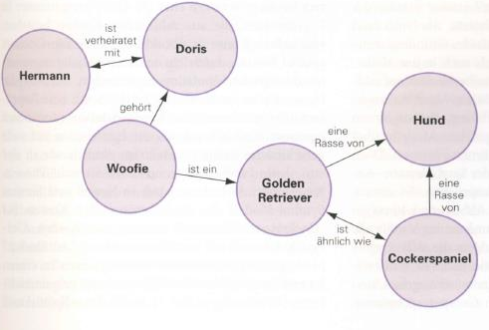 ist
verheiratet
mit
Doris
Hermann
gehört
Woofie
ist ein
Golden
Retriever
eine
Rasse von
Hund
ist
ähnlich wie
eine
Rasse
von
Cockerspaniel